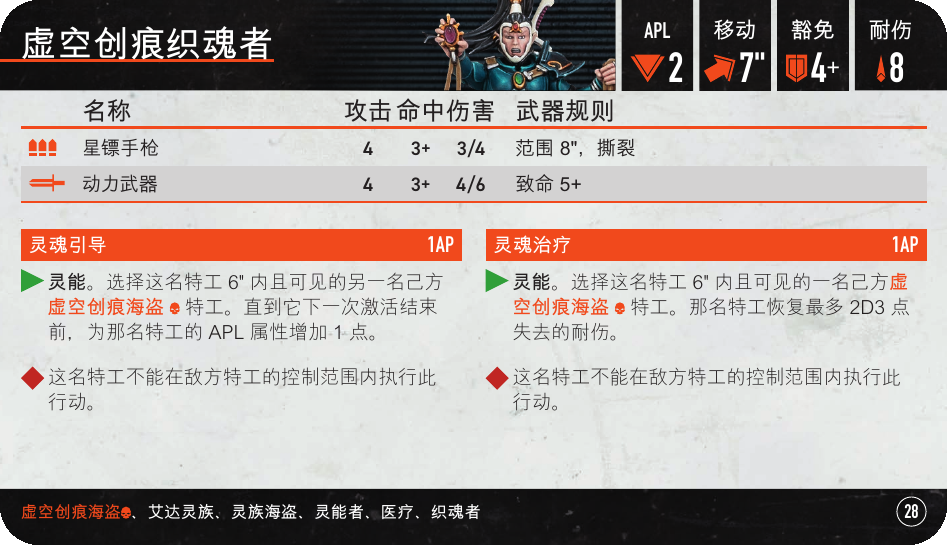 虚空创痕织魂者
APL 移动 豁免 耐伤
2 7" 4+ 8
名称 攻击 命中 伤害 武器规则
星镖手枪 4 3+ 3/4 范围 8", 撕裂
动力武器 4 3+ 4/6 致命 5+
灵魂引导 1AP
灵能。选择这名特工 6" 内且可见的另一名己方
虚空创痕海盗 特工。直到它下一次激活结束
前，为那名特工的 APL 属性增加 1 点。
这名特工不能在敌方特工的控制范围内执行此
行动。
灵魂治疗 1AP
灵能。选择这名特工 6" 内且可见的一名己方虚
空创痕海盗 特工。那名特工恢复最多 2D3 点
失去的耐伤。
这名特工不能在敌方特工的控制范围内执行此
行动。
虚空创痕海盗、艾达灵族、灵族海盗、灵能者、医疗、织魂者
28